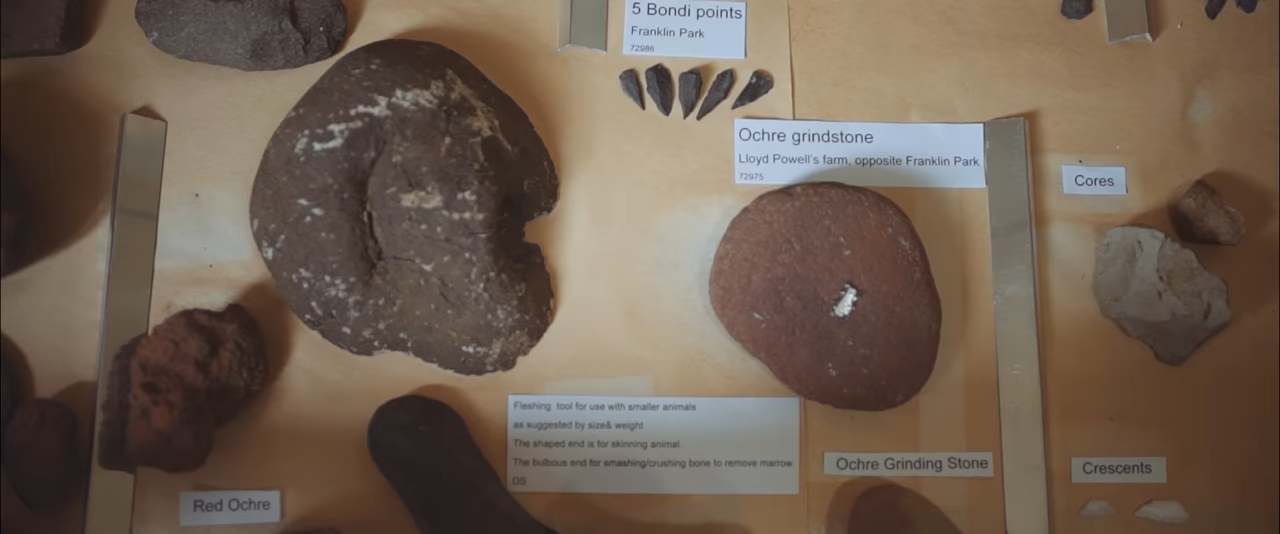 5 Bondi points
Franklin Park
72986
Ochre grindstone
Lloyd Powell's farm, opposite Franklin Park
72975
Cores
Fleshing tool for use with smaller animals
as suggested by size& weight
The shaped end is for skinning animal.
The bulbous end for smashing/crushing bone to remove marrow.
DS
Ochre Grinding Stone
Crescents
Red Ochre